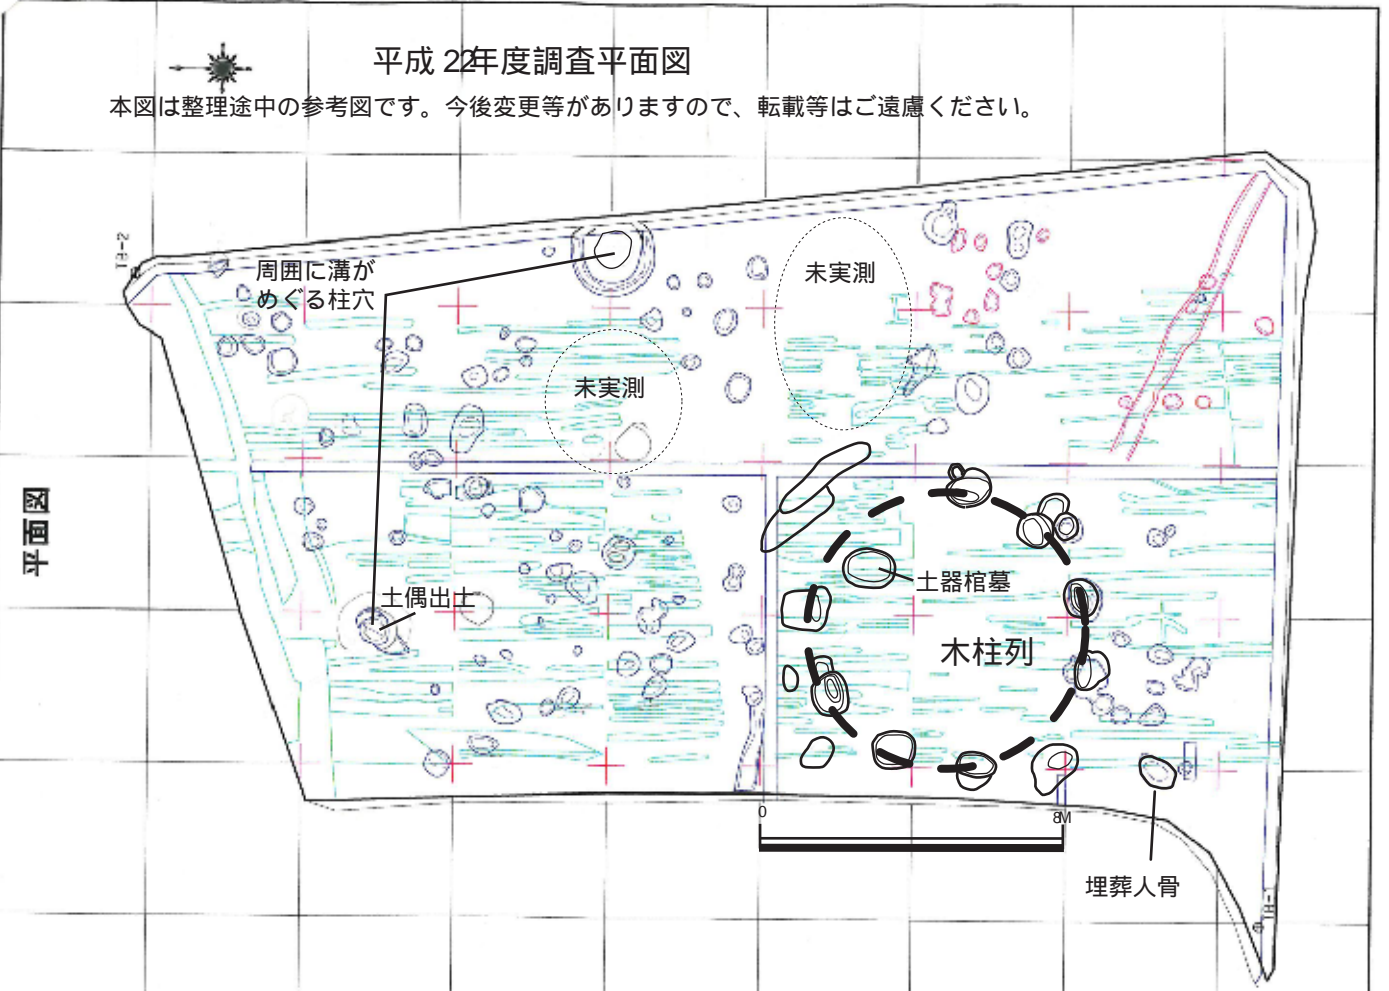 平成 22年度調査平面図
本図は整理途中の参考図です。今後変更等がありますので、転載等はご遠慮ください。
周囲に溝が
めぐる柱穴
未実測
未実測
平面図
土偶出土
土器棺墓
木柱列
0
8M
埋葬人骨